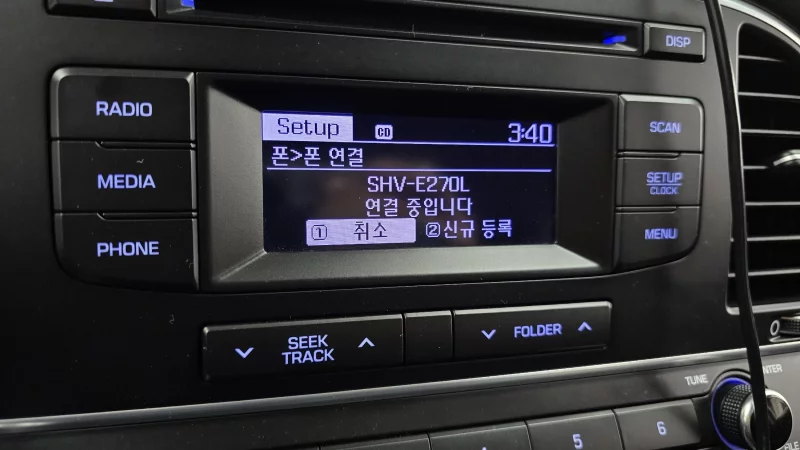 DISP
RADIO
MEDIA
PHONE
Setup CD 3:40
폰>폰 연결
SHV-E270L
연결 중입니다
1 취소 2 신규 등록
SCAN
SETUP
CLOCK
MENU
SEEK
TRACK
FOLDER
TUNE
5
6